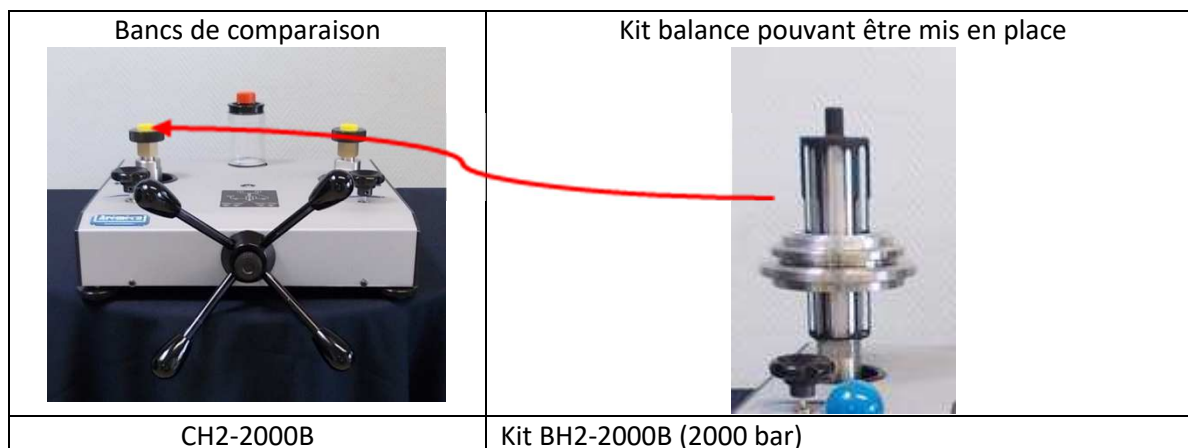 Bancs de comparaison
Kit balance pouvant être mis en place
CH2-2000B
Kit BH2-2000B (2000 bar)